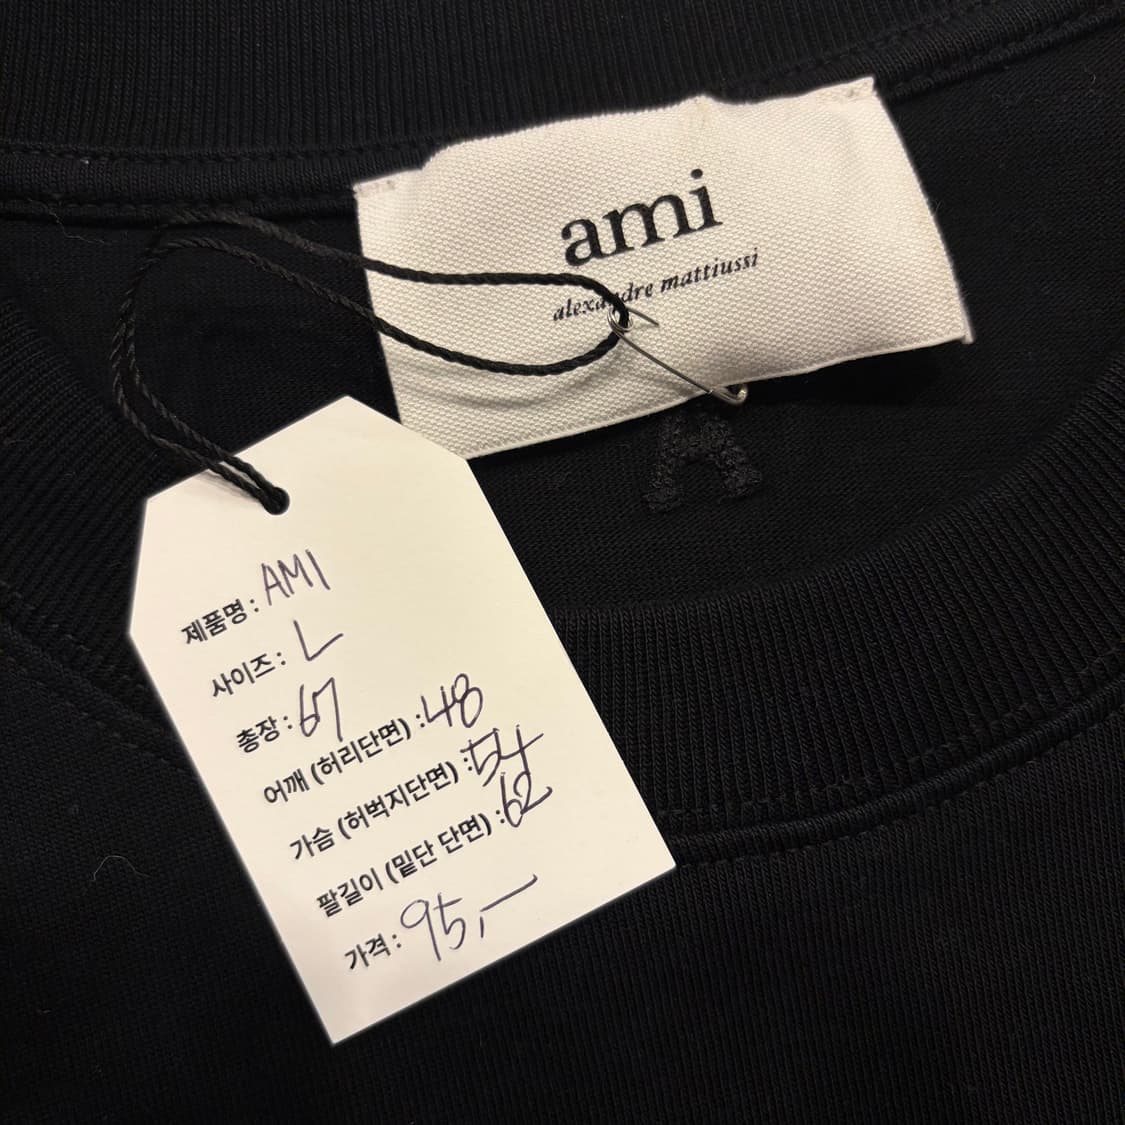 ami
alexandre mattiussi
제품명 : AMI
사이즈 : L
총장 : 67
어깨 (허리단면) : 48
가슴 (허벅지단면) : 54
팔길이 (밑단 단면) : 62
가격 : 95,-